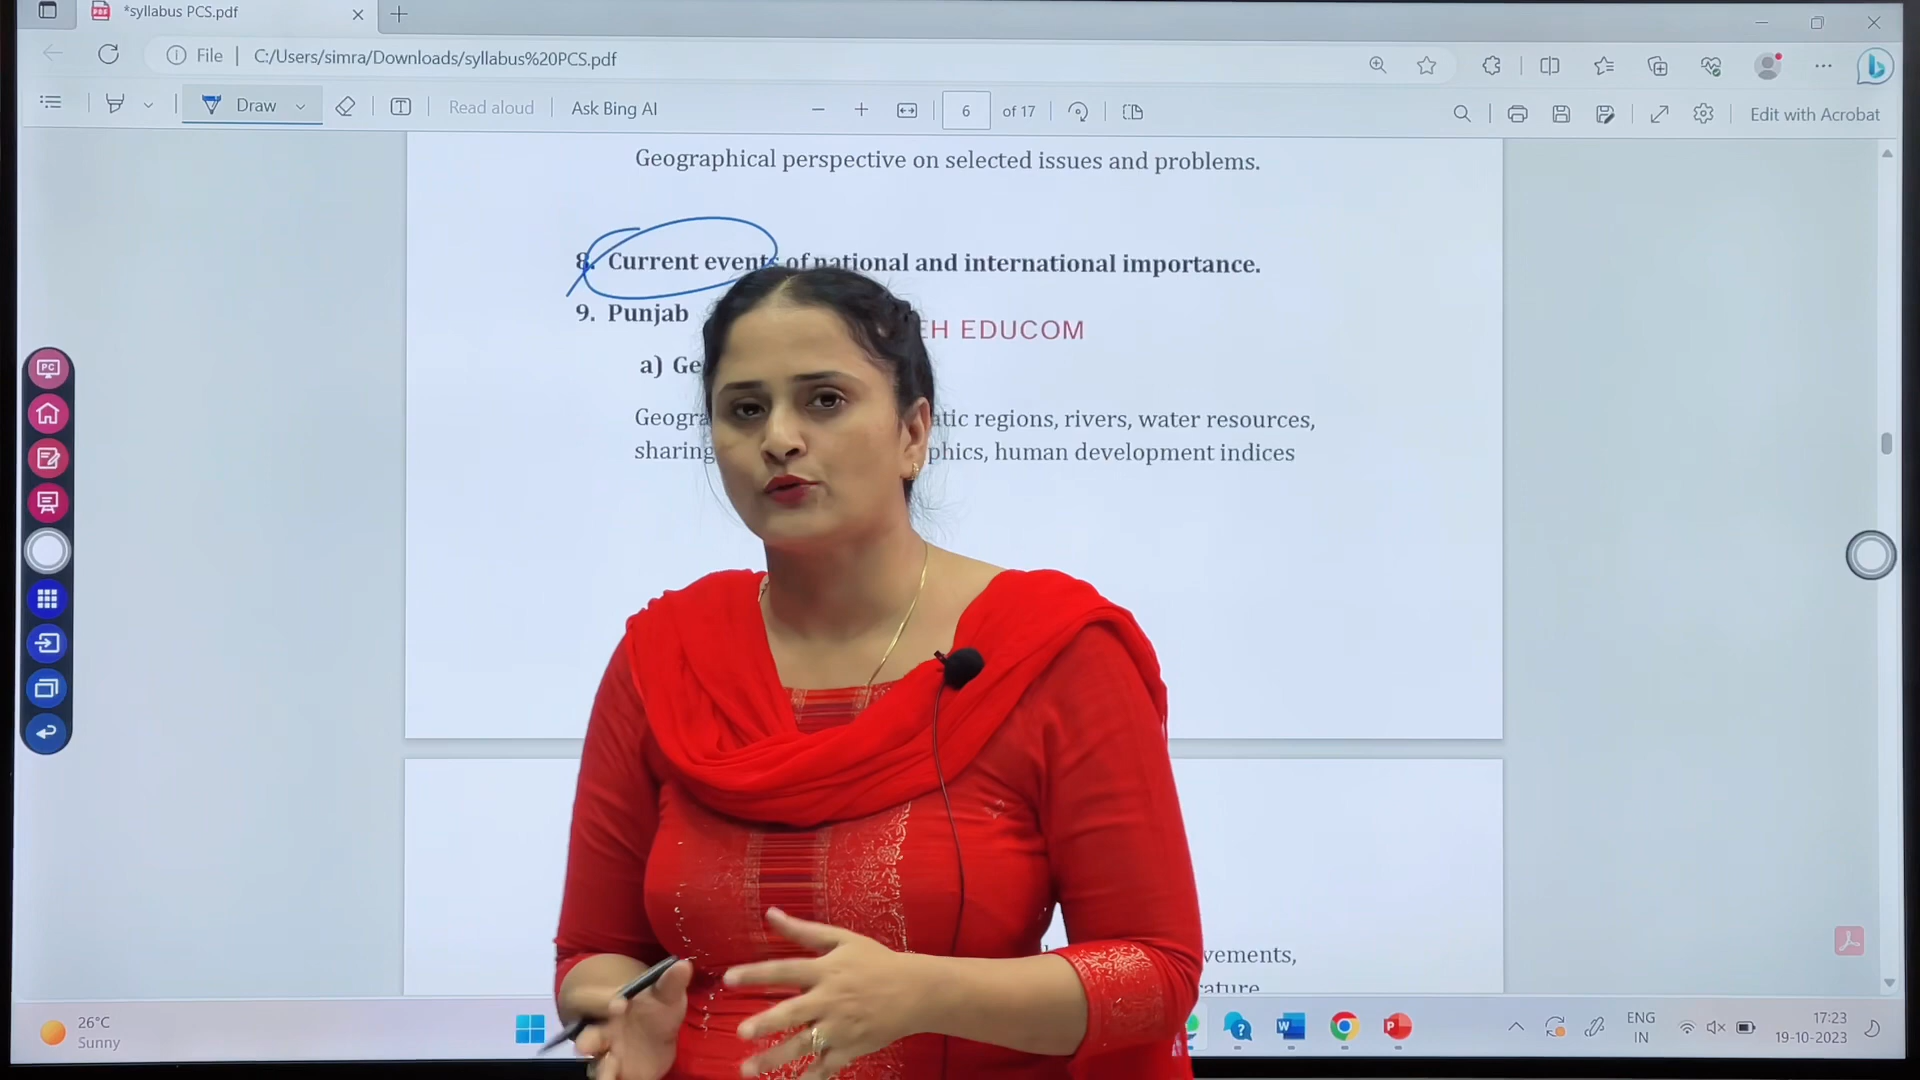 *syllabus PCS.pdf
File
C:/Users/simra/Downloads/syllabus%20PCS.pdf
Draw
Read aloud
Ask Bing AI
6
of 17
Edit with Acrobat
Geographical perspective on selected issues and problems.
8. Current events of national and international importance.
9. Punjab
EH EDUCOM
a) Ge
Geogra
atic regions, rivers, water resources,
sharing
phics, human development indices
PC
vements,
rature
26°C
Sunny
ENG
IN
17:23
19-10-2023